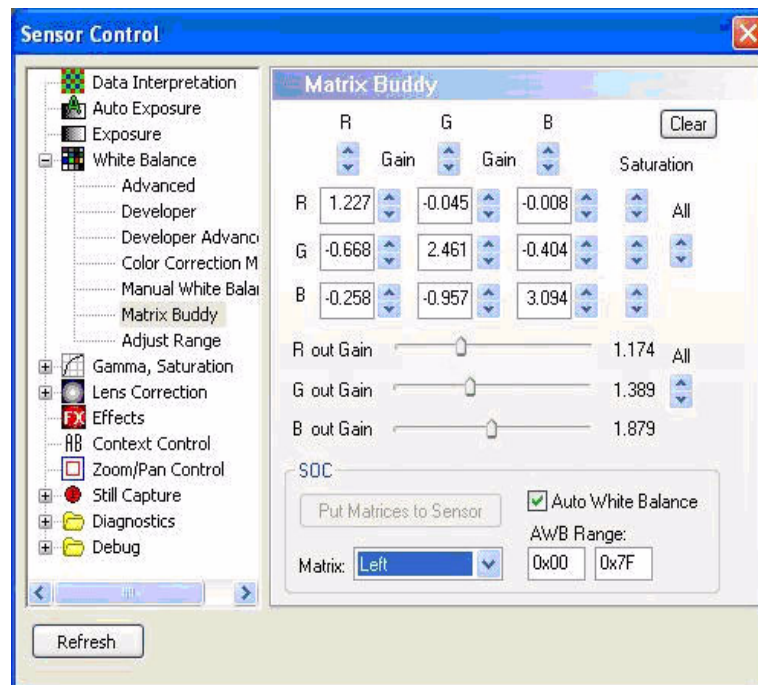 Sensor Control
Data Interpretation
Auto Exposure
Exposure
White Balance
Advanced
Developer
Developer Advanc
Color Correction M
Manual White Balar
Matrix Buddy
Adjust Range
Gamma, Saturation
Lens Correction
FX Effects
AB Context Control
Zoom/Pan Control
Still Capture
Diagnostics
Debug
Refresh
Matrix Buddy
R G B Clear
Gain Gain Saturation
R 1.227 -0.045 -0.008 All
G -0.668 2.461 -0.404
B -0.258 -0.957 3.094
R out Gain 1.174 All
G out Gain 1.389
B out Gain 1.879
SOC
Put Matrices to Sensor Auto White Balance
AWB Range:
Matrix: Left 0x00 0x7F